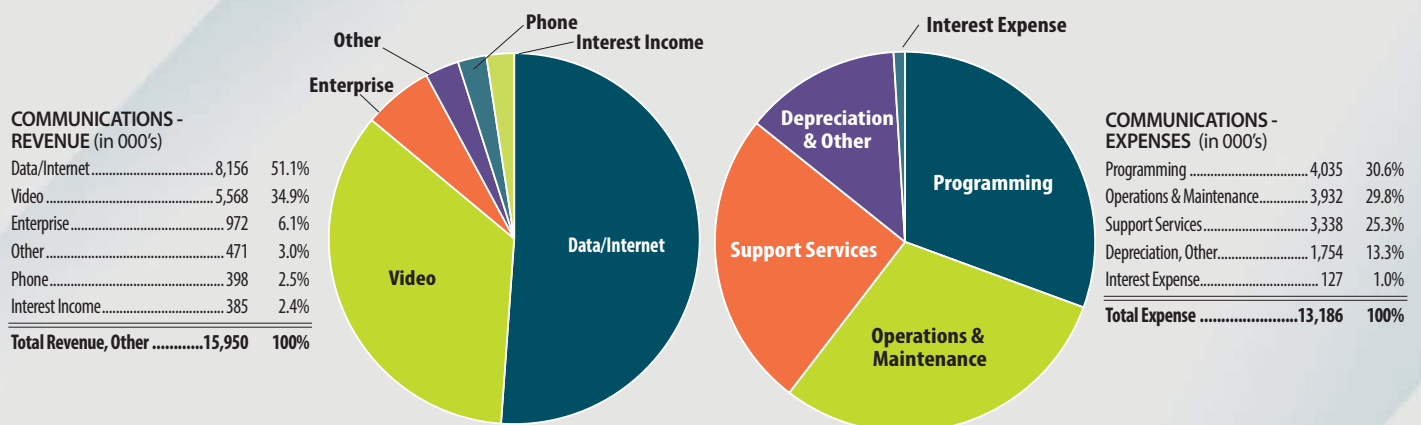 COMMUNICATIONS -
REVENUE (in 000's)
Data/Internet..............................8,156 51.1%
Video........................................5,568 34.9%
Enterprise.....................................972 6.1%
Other...........................................471 3.0%
Phone..........................................398 2.5%
Interest Income..............................385 2.4%
Total Revenue, Other ............15,950 100%
Other
Phone
Interest Income
Enterprise
Data/Internet
Video
Interest Expense
Depreciation
& Other
Programming
Support Services
Operations &
Maintenance
COMMUNICATIONS -
EXPENSES (in 000's)
Programming ..............................4,035 30.6%
Operations & Maintenance............3,932 29.8%
Support Services..........................3,338 25.3%
Depreciation, Other......................1,754 13.3%
Interest Expense.............................127 1.0%
Total Expense .......................13,186 100%